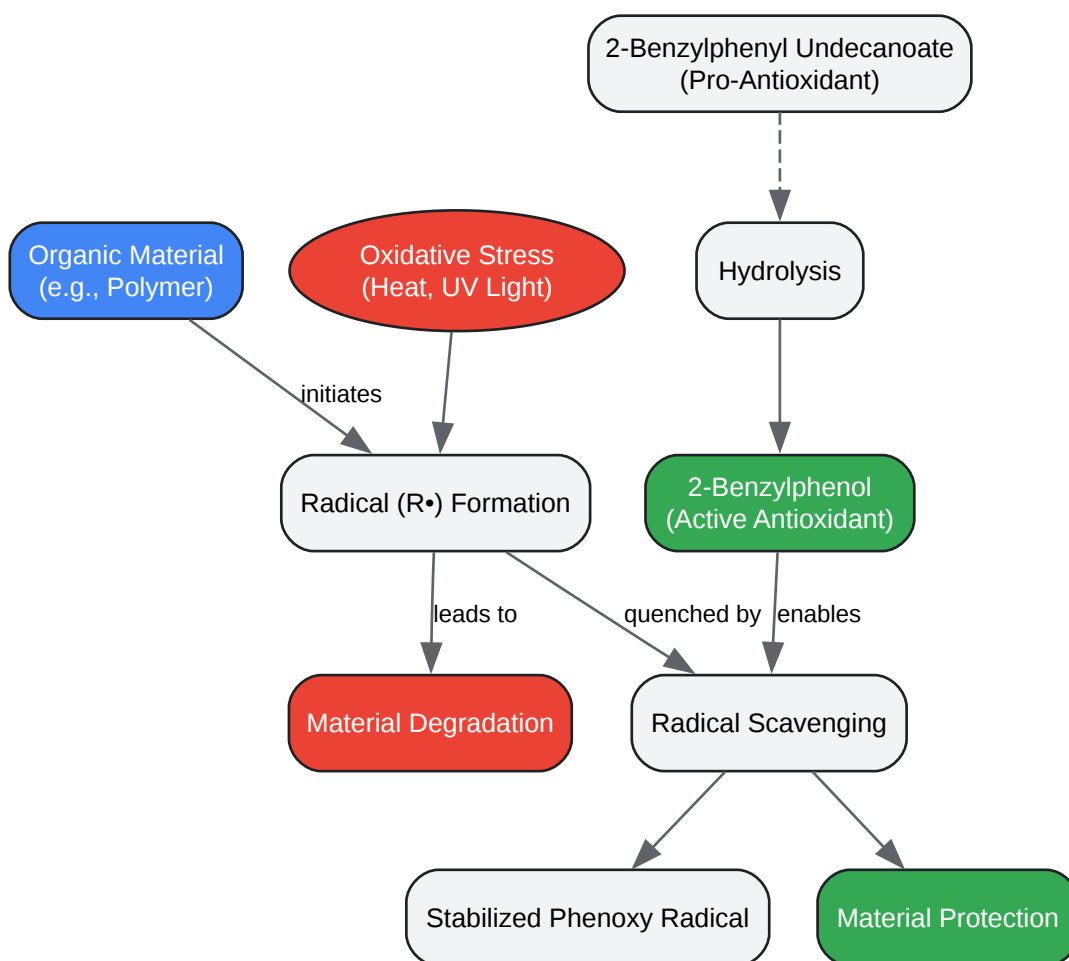 2-Benzylphenyl Undecanoate
(Pro-Antioxidant)
Organic Material
(e.g., Polymer)
Oxidative Stress
(Heat, UV Light)
Hydrolysis
initiates
Radical (R•) Formation
2-Benzylphenol
(Active Antioxidant)
leads to
quenched by
enables
Material Degradation
Radical Scavenging
Stabilized Phenoxy Radical
Material Protection